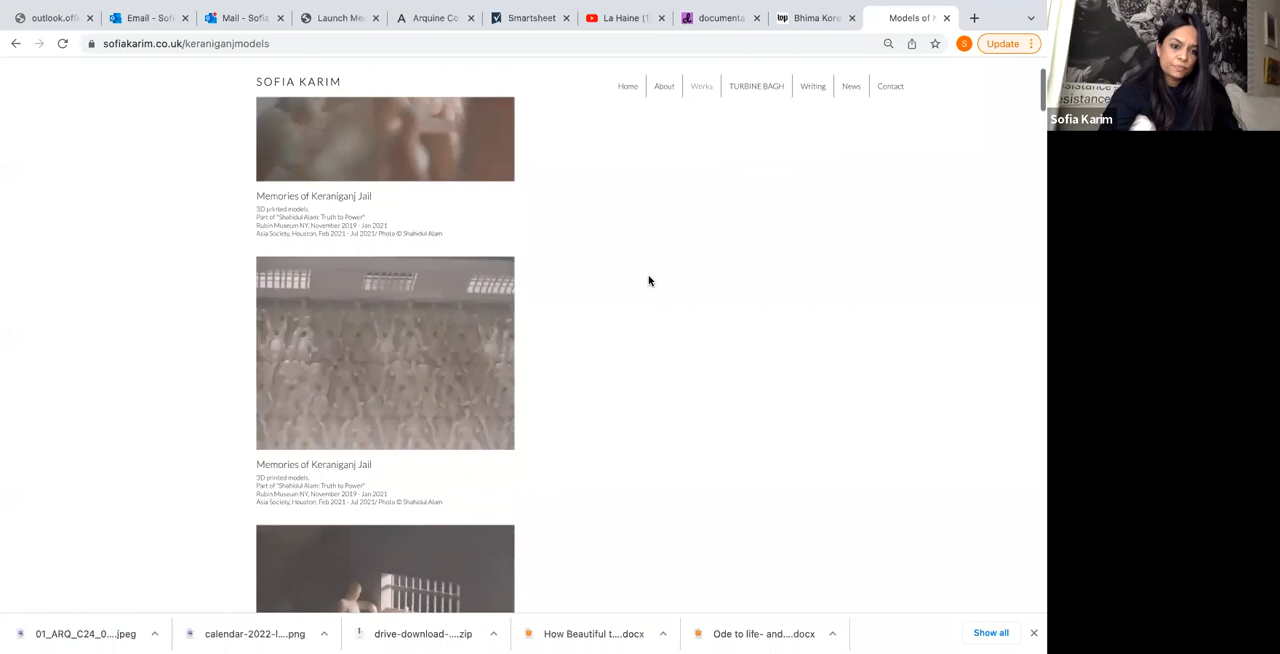 outlook.offi
Email - Sofi
Mail - Sofia
Launch Me
Arquine Co
Smartsheet
La Haine (1
documenta
Bhima Kora
Models of
sofiakarim.co.uk/keraniganjmodels
S
Update
SOFIA KARIM
Home
About
Works
TURBINE BAGH
Writing
News
Contact
Memories of Keraniganj Jail
3D printed models.
Part of "Shahidul Alam: Truth to Power"
Rubin Museum NY, November 2019 - Jan 2021
Asia Society, Houston, Feb 2021 - Jul 2021/ Photo © Shahidul Alam
Memories of Keraniganj Jail
3D printed models.
Part of "Shahidul Alam: Truth to Power"
Rubin Museum NY, November 2019 - Jan 2021
Asia Society, Houston, Feb 2021 - Jul 2021/ Photo © Shahidul Alam
esistance
Sofia Karim
01_ARQ_C24_0....jpeg
calendar-2022-l....png
drive-download-....zip
How Beautiful t....docx
Ode to life- and....docx
Show all